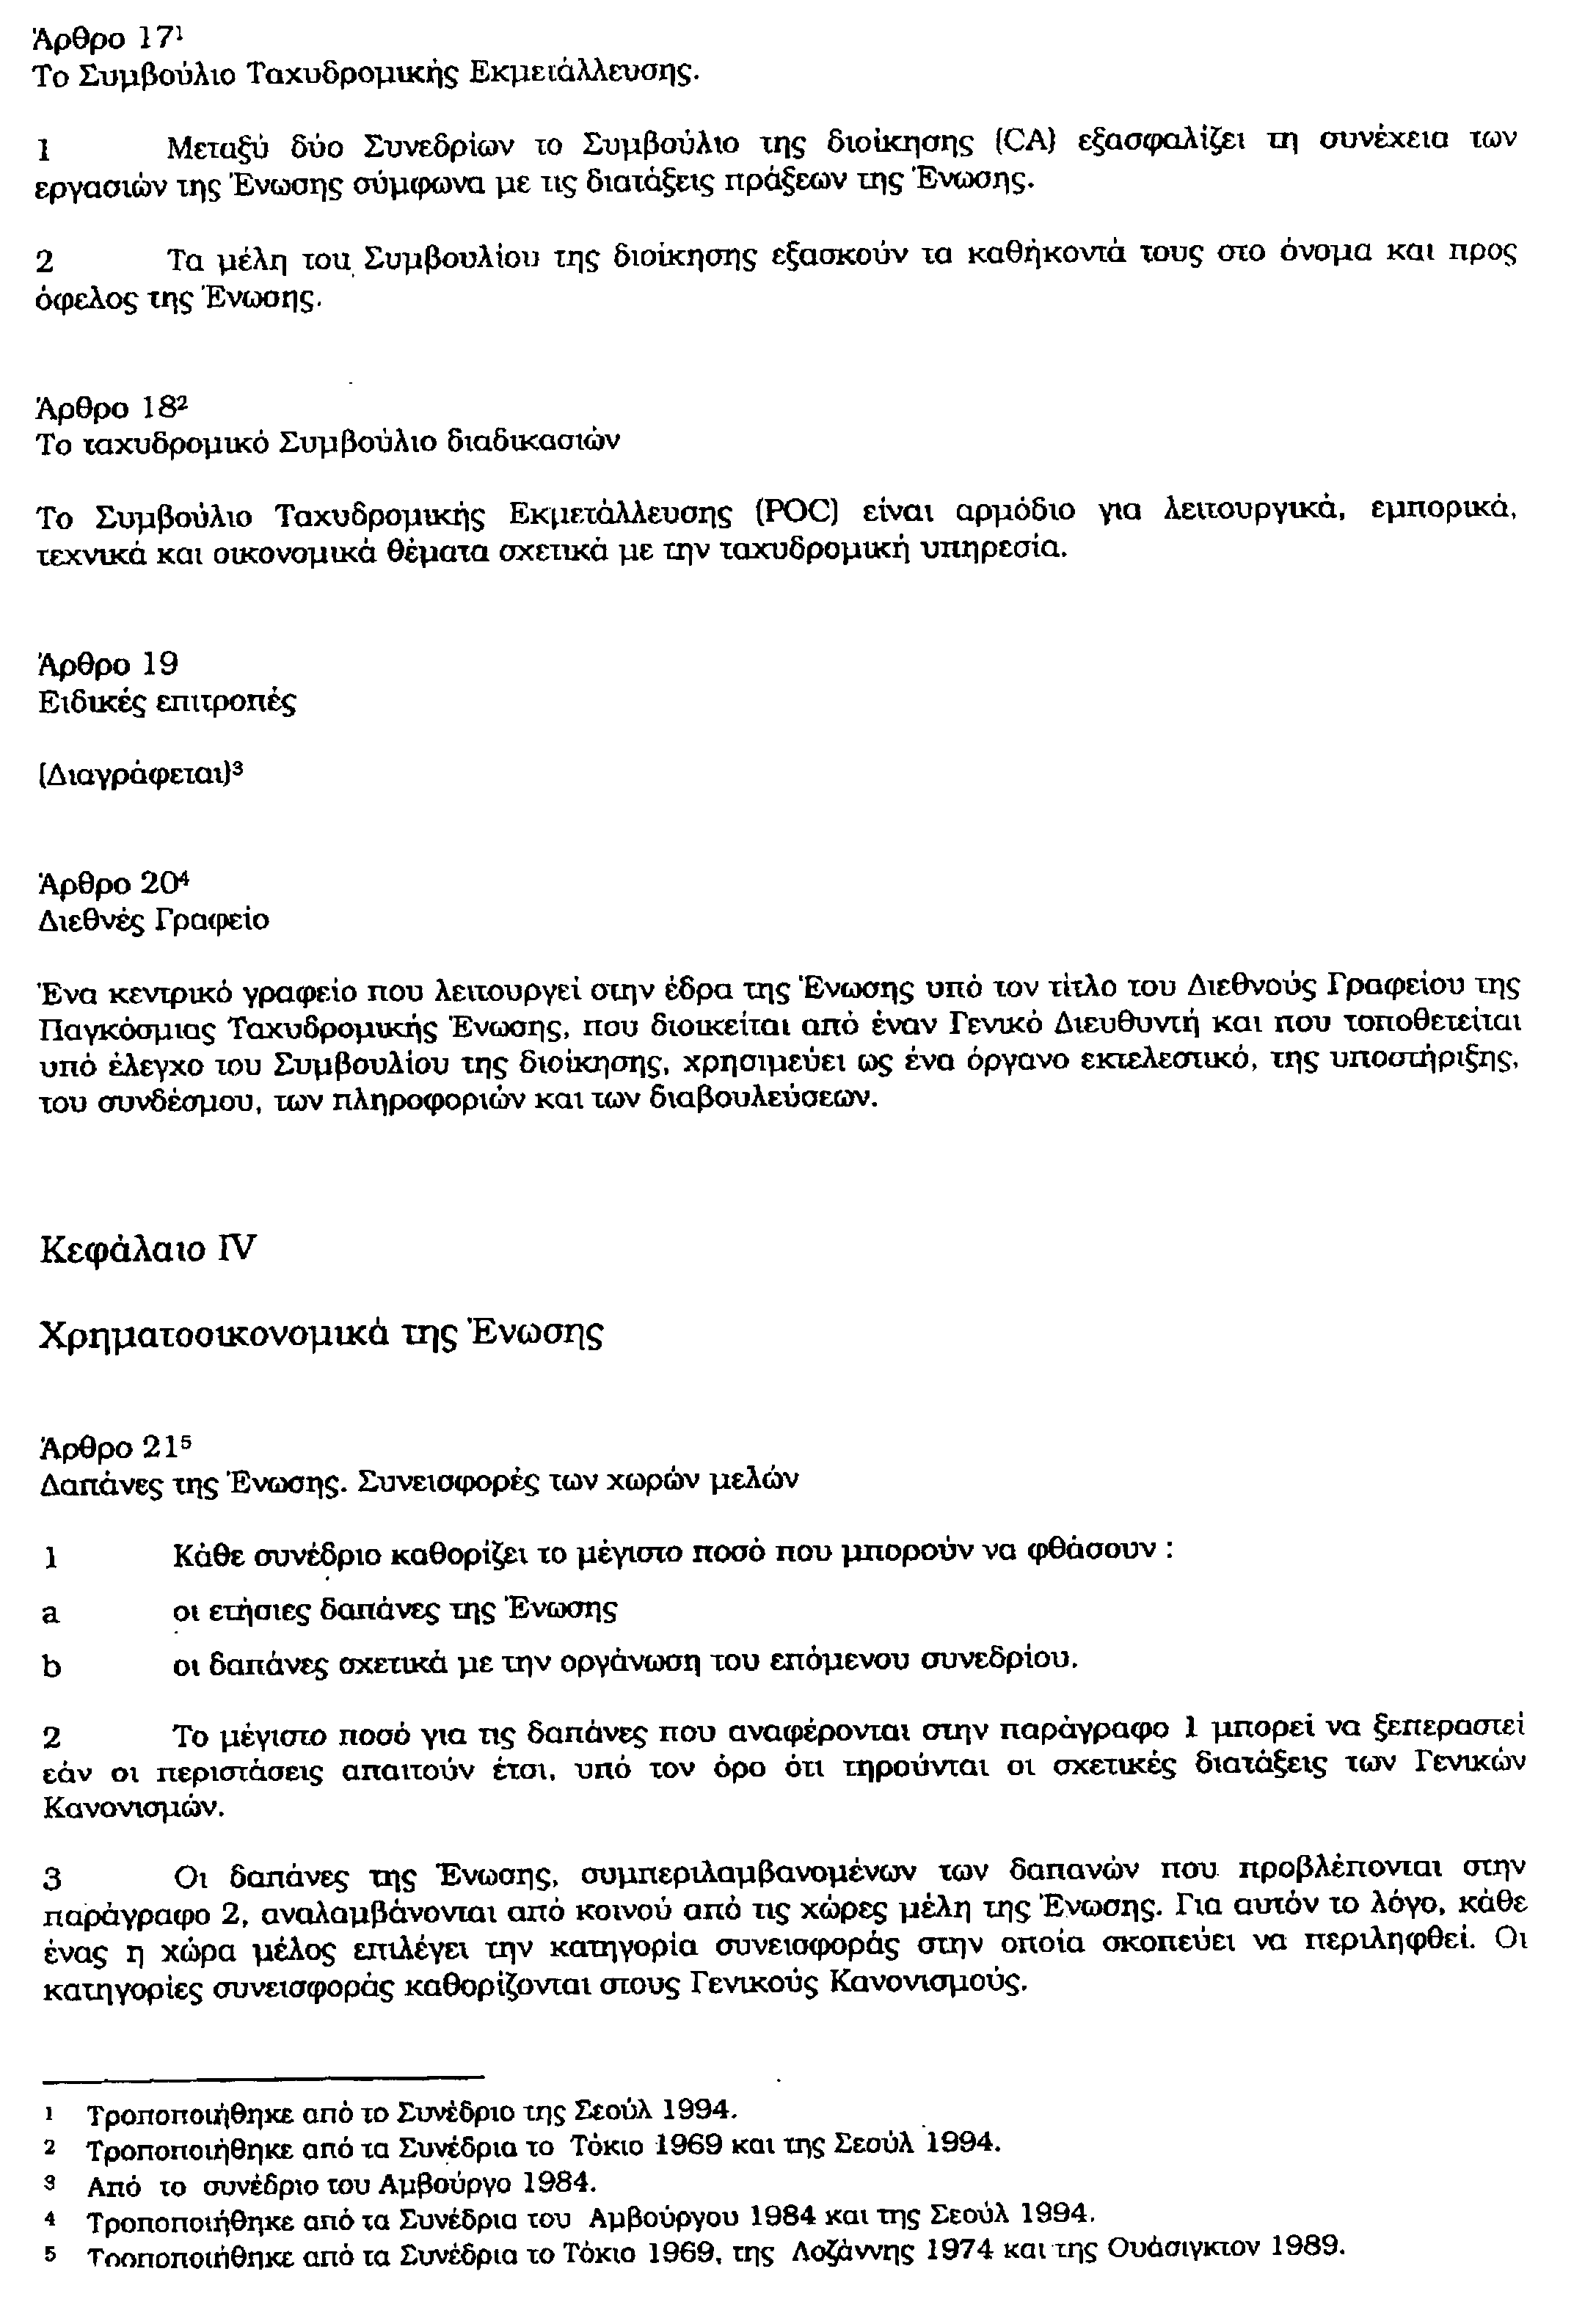 Άρθρο 17¹
Το Συμβούλιο Ταχυδρομικής Εκμετάλλευσης.
1 Μεταξύ δύο Συνεδρίων το Συμβούλιο της διοίκησης (CA) εξασφαλίζει τη συνέχεια των
εργασιών της Ένωσης σύμφωνα με τις διατάξεις πράξεων της Ένωσης.
2 Τα μέλη του Συμβουλίου της διοίκησης εξασκούν τα καθήκοντά τους στο όνομα και προς
όφελος της Ένωσης.
Άρθρο 18²
Το ταχυδρομικό Συμβούλιο διαδικασιών
Το Συμβούλιο Ταχυδρομικής Εκμετάλλευσης (POC) είναι αρμόδιο για λειτουργικά, εμπορικά,
τεχνικά και οικονομικά θέματα σχετικά με την ταχυδρομική υπηρεσία.
Άρθρο 19
Ειδικές επιτροπές
(Διαγράφεται)³
Άρθρο 20⁴
Διεθνές Γραφείο
Ένα κεντρικό γραφείο που λειτουργεί στην έδρα της Ένωσης υπό τον τίτλο του Διεθνούς Γραφείου της
Παγκόσμιας Ταχυδρομικής Ένωσης, που διοικείται από έναν Γενικό Διευθυντή και που τοποθετείται
υπό έλεγχο του Συμβουλίου της διοίκησης, χρησιμεύει ως ένα όργανο εκτελεστικό, της υποστήριξης,
του συνδέσμου, των πληροφοριών και των διαβουλεύσεων.
Κεφάλαιο IV
Χρηματοοικονομικά της Ένωσης
Άρθρο 21⁵
Δαπάνες της Ένωσης. Συνεισφορές των χωρών μελών
1 Κάθε συνέδριο καθορίζει το μέγιστο ποσό που μπορούν να φθάσουν :
a οι ετήσιες δαπάνες της Ένωσης
b οι δαπάνες σχετικά με την οργάνωση του επόμενου συνεδρίου.
2 Το μέγιστο ποσό για τις δαπάνες που αναφέρονται στην παράγραφο 1 μπορεί να ξεπεραστεί
εάν οι περιστάσεις απαιτούν έτσι, υπό τον όρο ότι τηρούνται οι σχετικές διατάξεις των Γενικών
Κανονισμών.
3 Οι δαπάνες της Ένωσης, συμπεριλαμβανομένων των δαπανών που προβλέπονται στην
παράγραφο 2, αναλαμβάνονται από κοινού από τις χώρες μέλη της Ένωσης. Για αυτόν το λόγο, κάθε
ένας η χώρα μέλος επιλέγει την κατηγορία συνεισφοράς στην οποία σκοπεύει να περιληφθεί. Οι
κατηγορίες συνεισφοράς καθορίζονται στους Γενικούς Κανονισμούς.
1 Τροποποιήθηκε από το Συνέδριο της Σεούλ 1994.
2 Τροποποιήθηκε από τα Συνέδρια το Τόκιο 1969 και της Σεούλ 1994.
3 Από το συνέδριο του Αμβούργο 1984.
4 Τροποποιήθηκε από τα Συνέδρια του Αμβούργου 1984 και της Σεούλ 1994.
5 Τροποποιήθηκε από τα Συνέδρια το Τόκιο 1969, της Λοζάννης 1974 και της Ουάσιγκτον 1989.